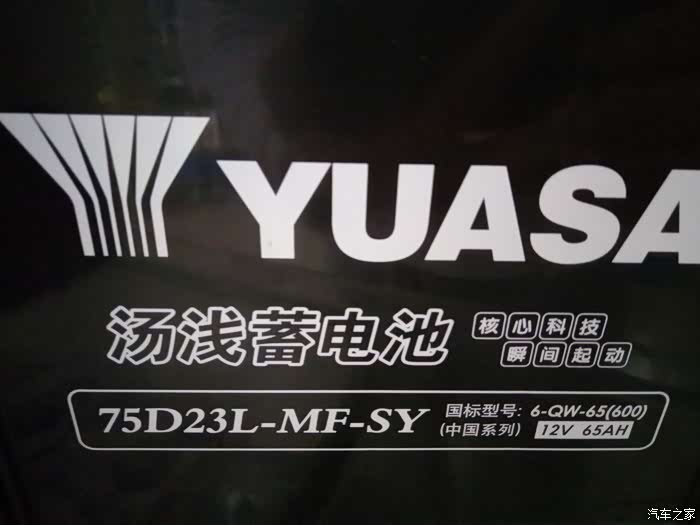 YUASA
汤浅蓄电池
核心科技
瞬间起动
75D23L-MF-SY
国标型号: 6-QW-65(600)
(中国系列) 12V 65AH
汽车之家